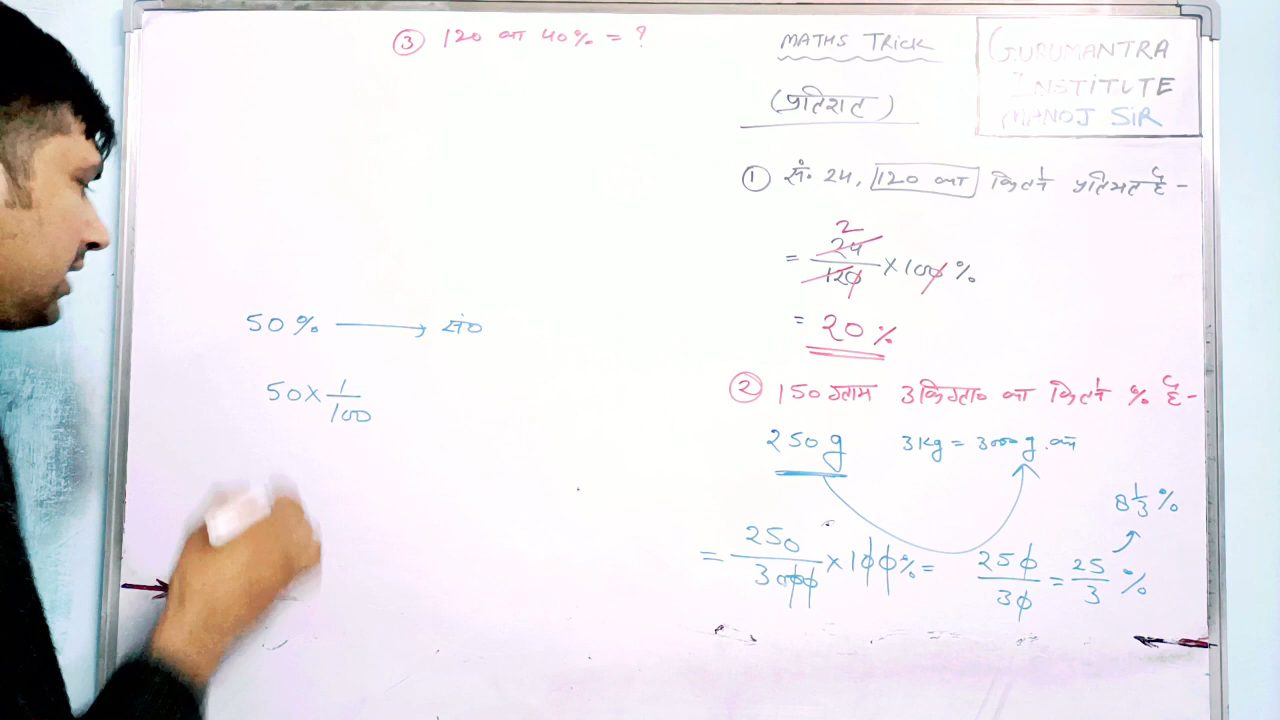 ③ 120 का 40% = ?
MATHS TRICK
(प्रतिशत)
GURUMANTRA
INSTITUTE
MANOJ SIR
① सं. 24, 120 का कितने प्रतिशत है -
2
= 24/120 × 100 %
= 20 %
② 150 ग्राम 3 किग्रा० का कितने % है -
250 g 3 Kg = 3000 g
= 250/3000 × 100 % = 250/30 = 25/3 %
8 1/3 %
50 % → सं०
50 × 1/100